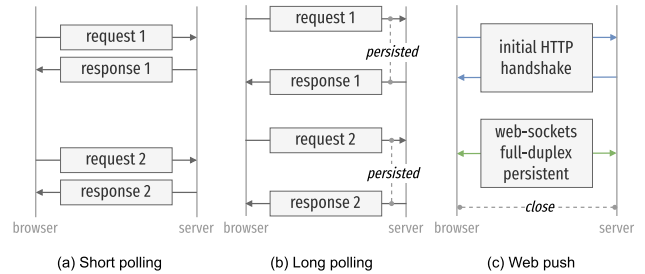 request 1
response 1
request 2
response 2
browser
server
(a) Short polling
request 1
persisted
response 1
request 2
persisted
response 2
browser
server
(b) Long polling
initial HTTP
handshake
web-sockets
full-duplex
persistent
close
browser
server
(c) Web push